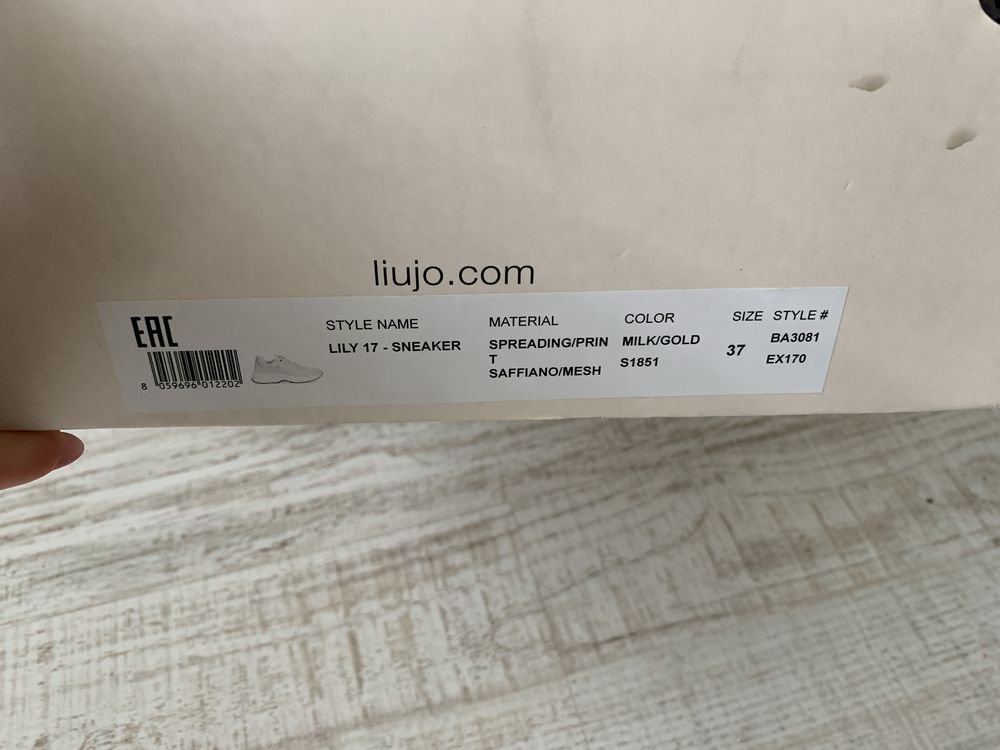 liujo.com
EAC
8 059696 012202
STYLE NAME
LILY 17 - SNEAKER
MATERIAL
SPREADING/PRIN
T
SAFFIANO/MESH
COLOR
MILK/GOLD
S1851
SIZE
37
STYLE #
BA3081
EX170